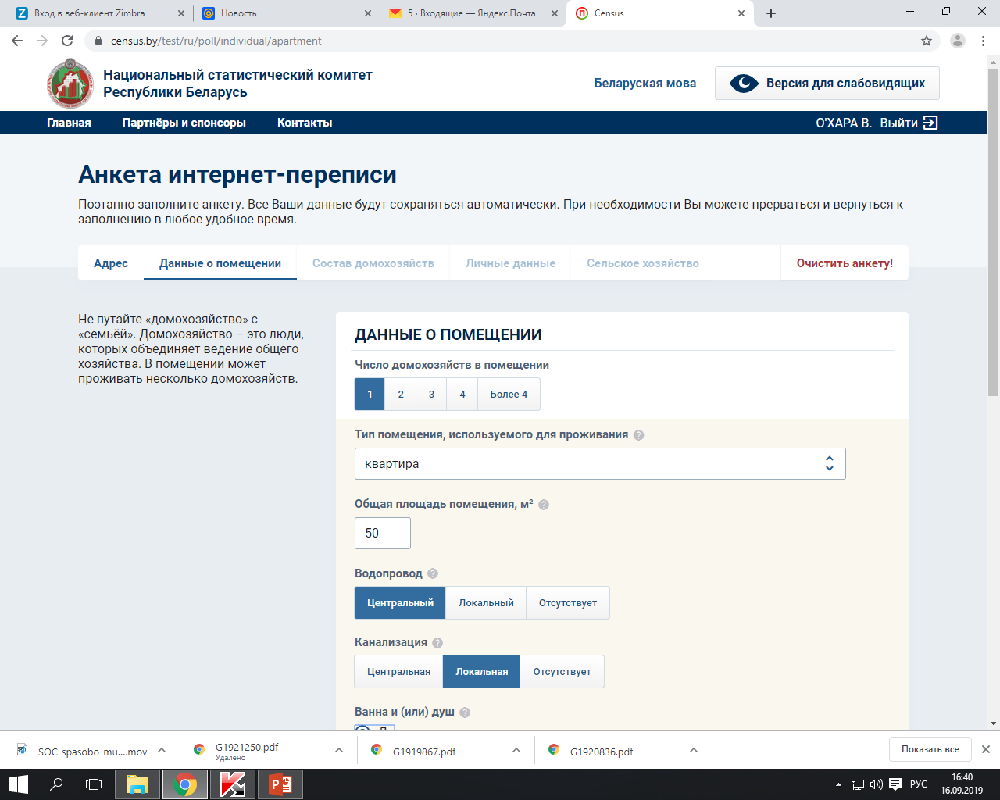 Вход в веб-клиент Zimbra
Новость
5 · Входящие — Яндекс.Почта
Census
census.by/test/ru/poll/individual/apartment
Национальный статистический комитет
Республики Беларусь
Беларуская мова
Версия для слабовидящих
Главная
Партнёры и спонсоры
Контакты
О'ХАРА В.
Выйти
Анкета интернет-переписи
Поэтапно заполните анкету. Все Ваши данные будут сохраняться автоматически. При необходимости Вы можете прерваться и вернуться к
заполнению в любое удобное время.
Адрес
Данные о помещении
Состав домохозяйств
Личные данные
Сельское хозяйство
Очистить анкету!
Не путайте «домохозяйство» с
«семьёй». Домохозяйство – это люди,
которых объединяет ведение общего
хозяйства. В помещении может
проживать несколько домохозяйств.
ДАННЫЕ О ПОМЕЩЕНИИ
Число домохозяйств в помещении
1
2
3
4
Более 4
Тип помещения, используемого для проживания ?
квартира
Общая площадь помещения, м² ?
50
Водопровод ?
Центральный
Локальный
Отсутствует
Канализация ?
Центральная
Локальная
Отсутствует
Ванна и (или) душ ?
SOC-spasobo-mu....mov
G1921250.pdf
Удалено
G1919867.pdf
G1920836.pdf
Показать все
РУС
16:40
16.09.2019